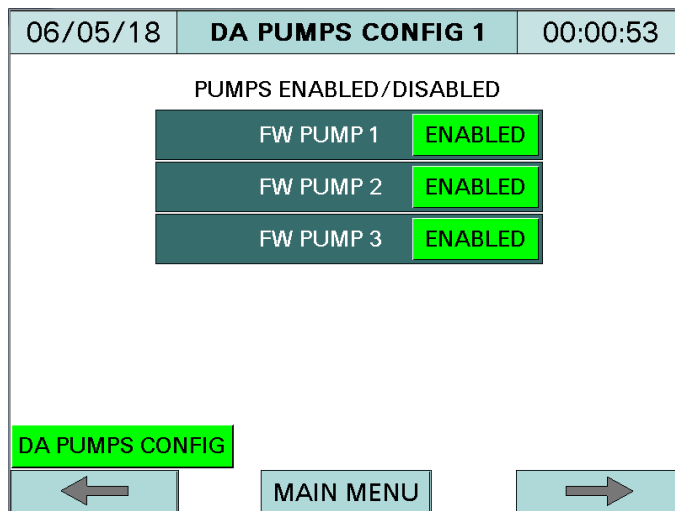 06/05/18 DA PUMPS CONFIG 1 00:00:53
PUMPS ENABLED/DISABLED
FW PUMP 1 ENABLED
FW PUMP 2 ENABLED
FW PUMP 3 ENABLED
DA PUMPS CONFIG
MAIN MENU